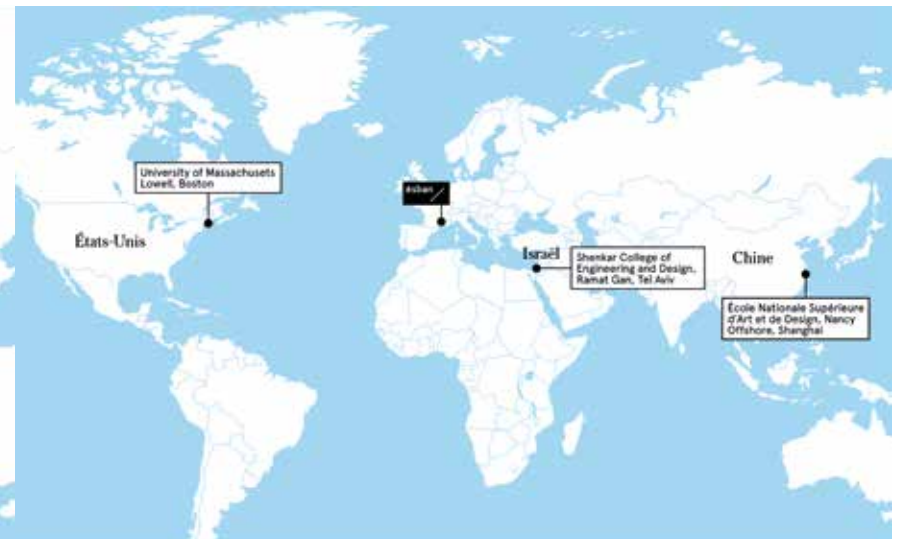 University of Massachusets
Lowell, Boston
États-Unis
ésban
Israël
Shenkar College of
Engineering and Design,
Ramat Gan, Tel Aviv
Chine
École Nationale Supérieure
d'Art et de Design, Nancy
Offshore, Shanghai